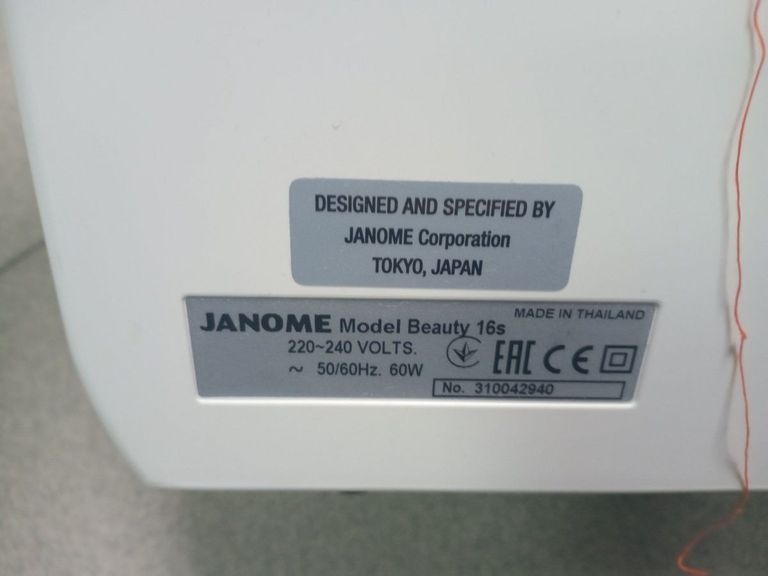 DESIGNED AND SPECIFIED BY
JANOME Corporation
TOKYO, JAPAN
MADE IN THAILAND
JANOME Model Beauty 16s
220~240 VOLTS.
~ 50/60Hz. 60W
EAC CE
No. 310042940